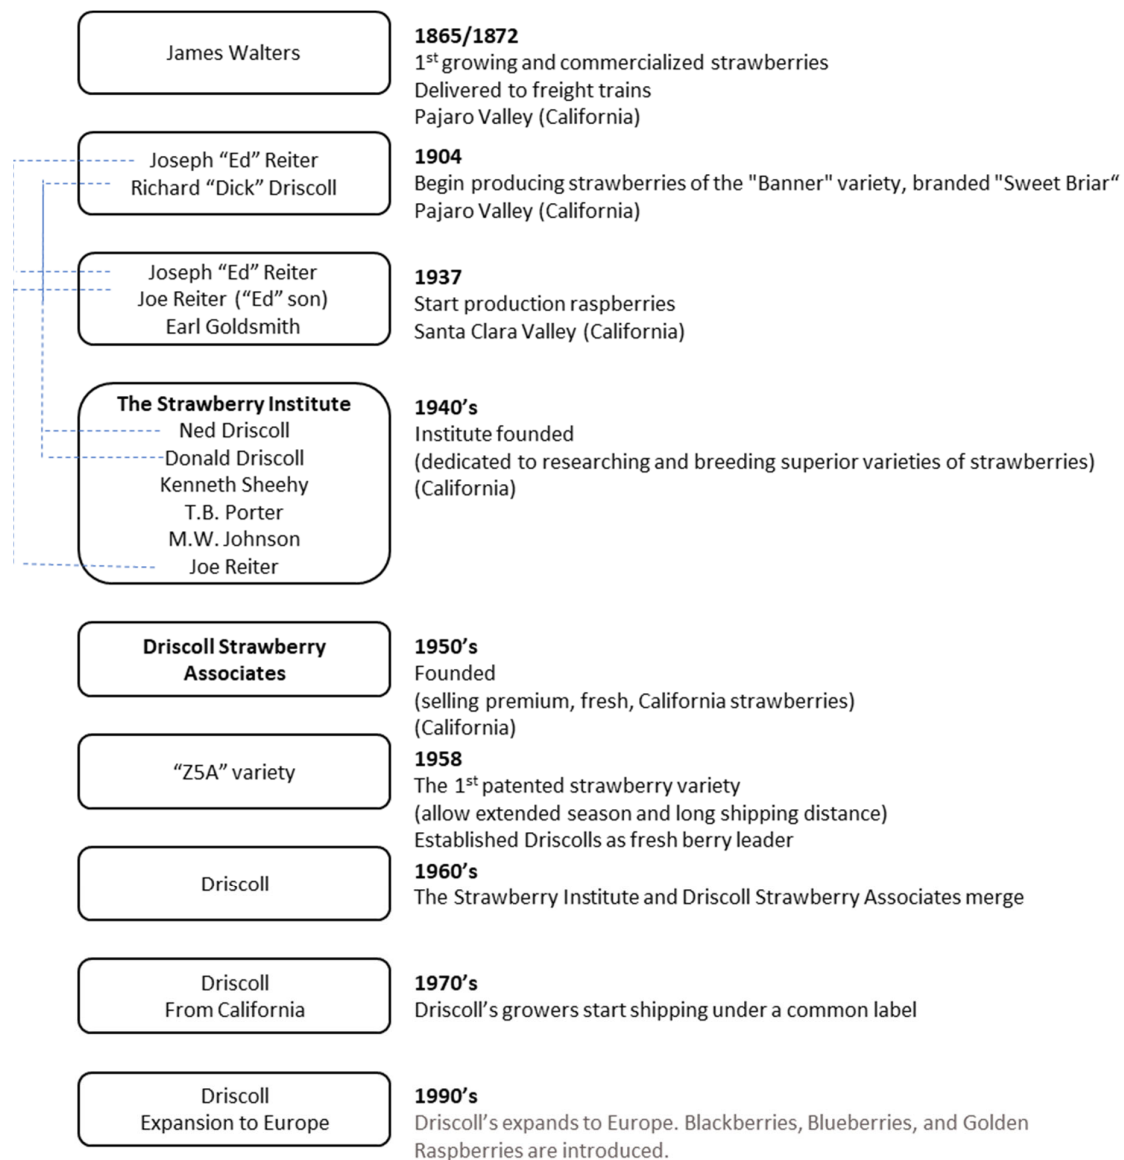 James Walters
1865/1872
1st growing and commercialized strawberries
Delivered to freight trains
Pajaro Valley (California)
Joseph “Ed” Reiter
Richard “Dick” Driscoll
1904
Begin producing strawberries of the "Banner" variety, branded "Sweet Briar“
Pajaro Valley (California)
Joseph “Ed” Reiter
Joe Reiter (“Ed” son)
Earl Goldsmith
1937
Start production raspberries
Santa Clara Valley (California)
The Strawberry Institute
Ned Driscoll
Donald Driscoll
Kenneth Sheehy
T.B. Porter
M.W. Johnson
Joe Reiter
1940’s
Institute founded
(dedicated to researching and breeding superior varieties of strawberries)
(California)
Driscoll Strawberry
Associates
1950’s
Founded
(selling premium, fresh, California strawberries)
(California)
“Z5A” variety
1958
The 1st patented strawberry variety
(allow extended season and long shipping distance)
Established Driscolls as fresh berry leader
Driscoll
1960’s
The Strawberry Institute and Driscoll Strawberry Associates merge
Driscoll
From California
1970’s
Driscoll’s growers start shipping under a common label
Driscoll
Expansion to Europe
1990’s
Driscoll’s expands to Europe. Blackberries, Blueberries, and Golden
Raspberries are introduced.